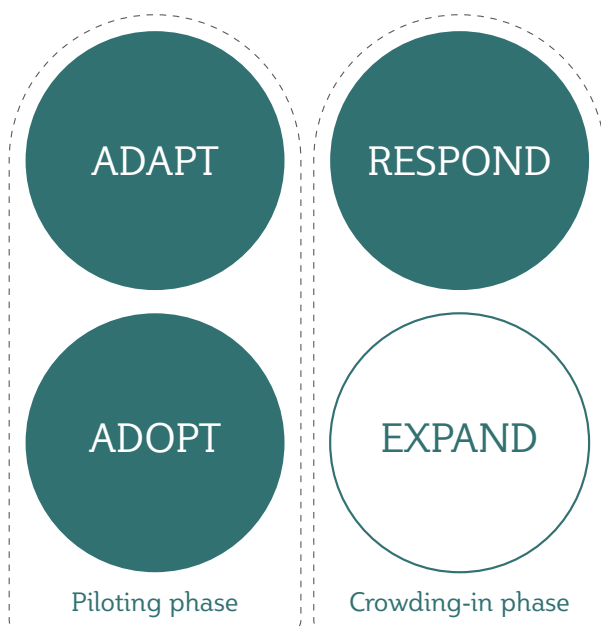 ADAPT
RESPOND
ADOPT
EXPAND
Piloting phase
Crowding-in phase